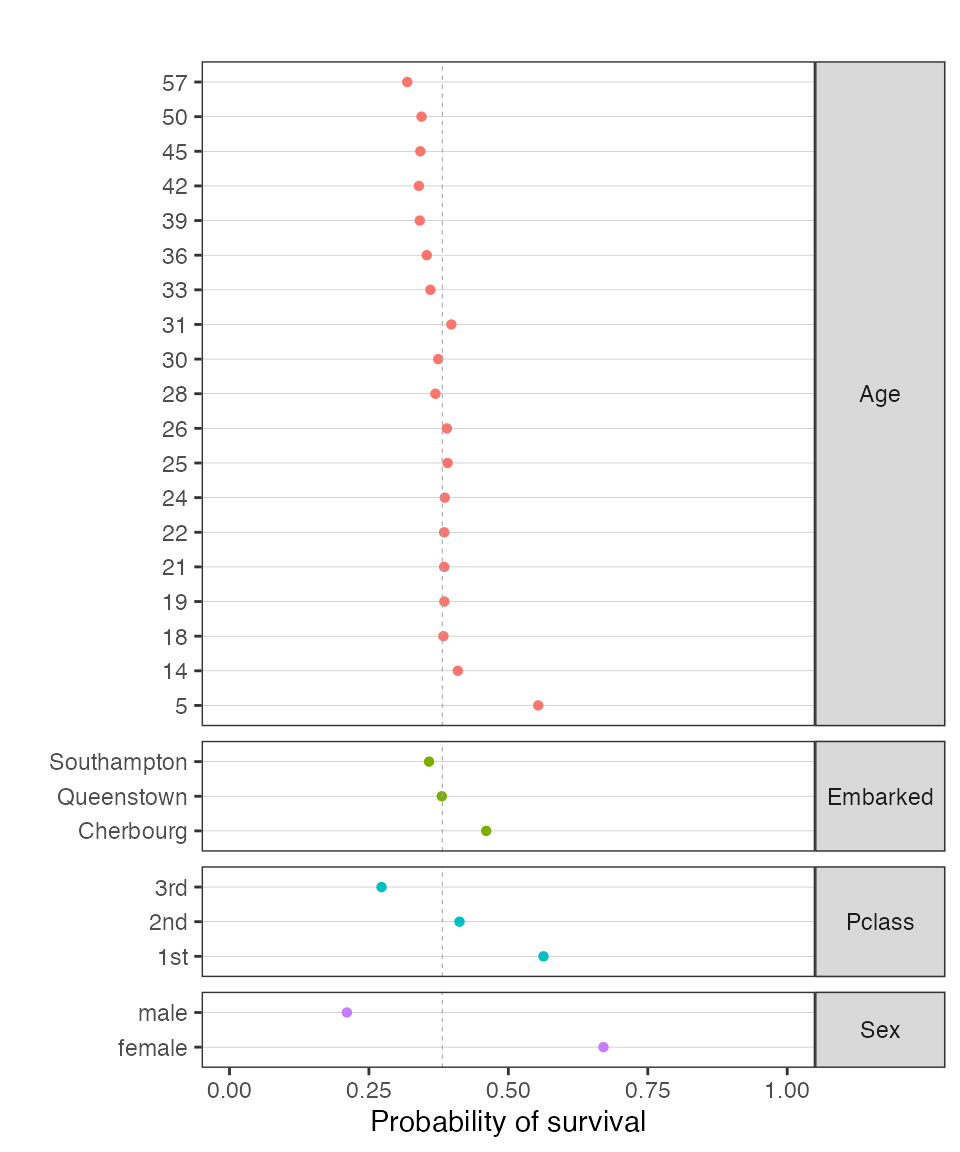 57
50
45
42
39
36
33
31
30
28
26
25
24
22
21
19
18
14
5
Age
Southampton
Queenstown
Cherbourg
Embarked
3rd
2nd
1st
Pclass
male
female
Sex
0.00 0.25 0.50 0.75 1.00
Probability of survival